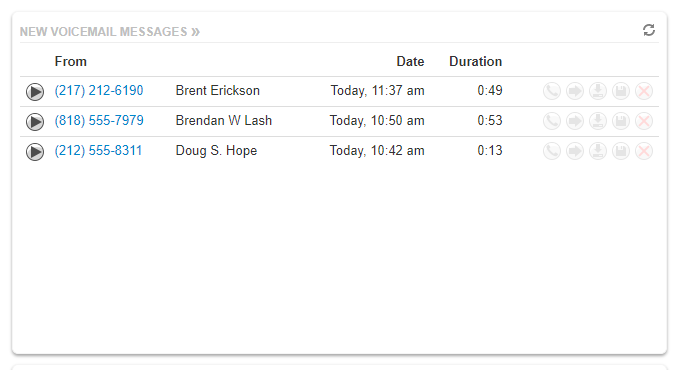 NEW VOICEMAIL MESSAGES »
From Date Duration
(217) 212-6190 Brent Erickson Today, 11:37 am 0:49
(818) 555-7979 Brendan W Lash Today, 10:50 am 0:53
(212) 555-8311 Doug S. Hope Today, 10:42 am 0:13